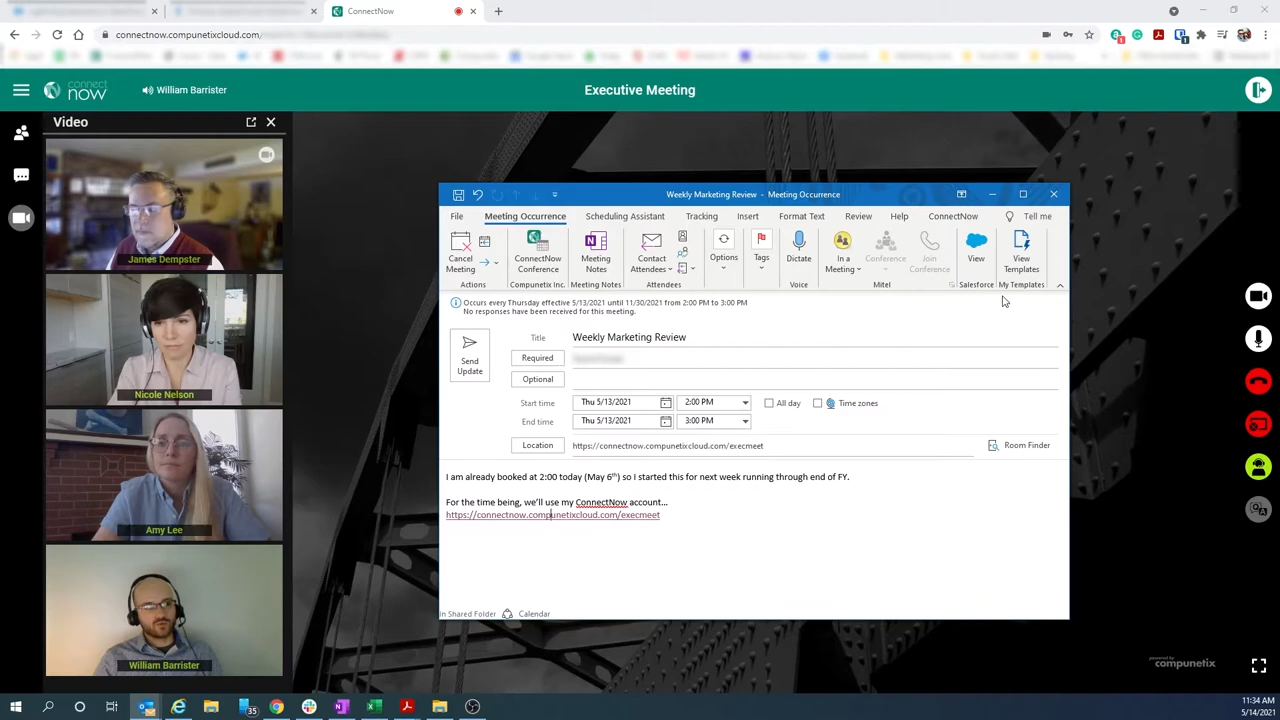 ConnectNow
connectnow.compunetixcloud.com/
connect now
William Barrister
Executive Meeting
Video
James Dempster
Nicole Nelson
Amy Lee
William Barrister
Weekly Marketing Review - Meeting Occurrence
File Meeting Occurrence Scheduling Assistant Tracking Insert Format Text Review Help ConnectNow Tell me
Cancel Meeting
ConnectNow Conference
Meeting Notes
Contact Attendees
Options
Tags
Dictate
In a Meeting
Conference
Join Conference
View
View Templates
Actions Compunetix Inc. Meeting Notes Attendees Voice Mitel Salesforce My Templates
Occurs every Thursday effective 5/13/2021 until 11/30/2021 from 2:00 PM to 3:00 PM
No responses have been received for this meeting.
Send Update
Title Weekly Marketing Review
Required
Optional
Start time Thu 5/13/2021 2:00 PM All day Time zones
End time Thu 5/13/2021 3:00 PM
Location https://connectnow.compunetixcloud.com/execmeet Room Finder
I am already booked at 2:00 today (May 6th) so I started this for next week running through end of FY.
For the time being, we'll use my ConnectNow account...
https://connectnow.compunetixcloud.com/execmeet
In Shared Folder Calendar
powered by
compunetix
35
11:34 AM
5/14/2021